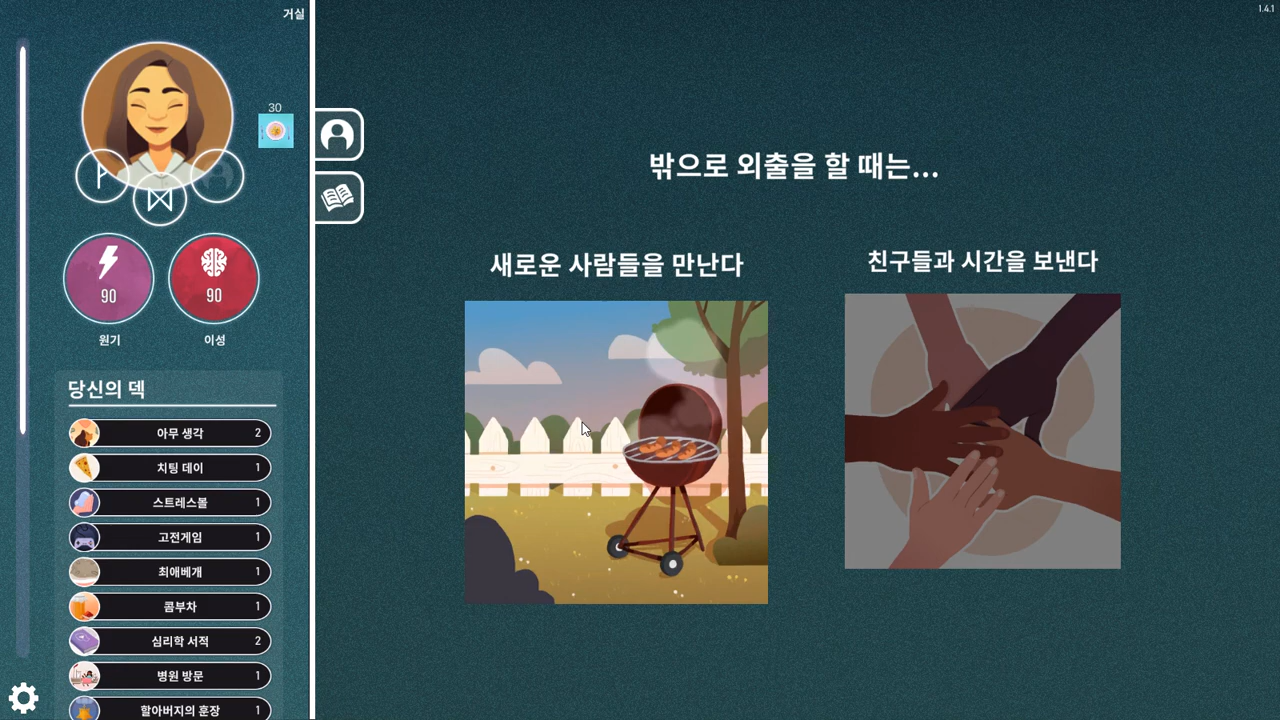 거실
1.4.1
30
90
90
원기
이성
당신의 덱
아무 생각 2
치팅 데이 1
스트레스볼 1
고전게임 1
최애베개 1
콤부차 1
심리학 서적 2
병원 방문 1
할아버지의 훈장 1
밖으로 외출을 할 때는...
새로운 사람들을 만난다
친구들과 시간을 보낸다